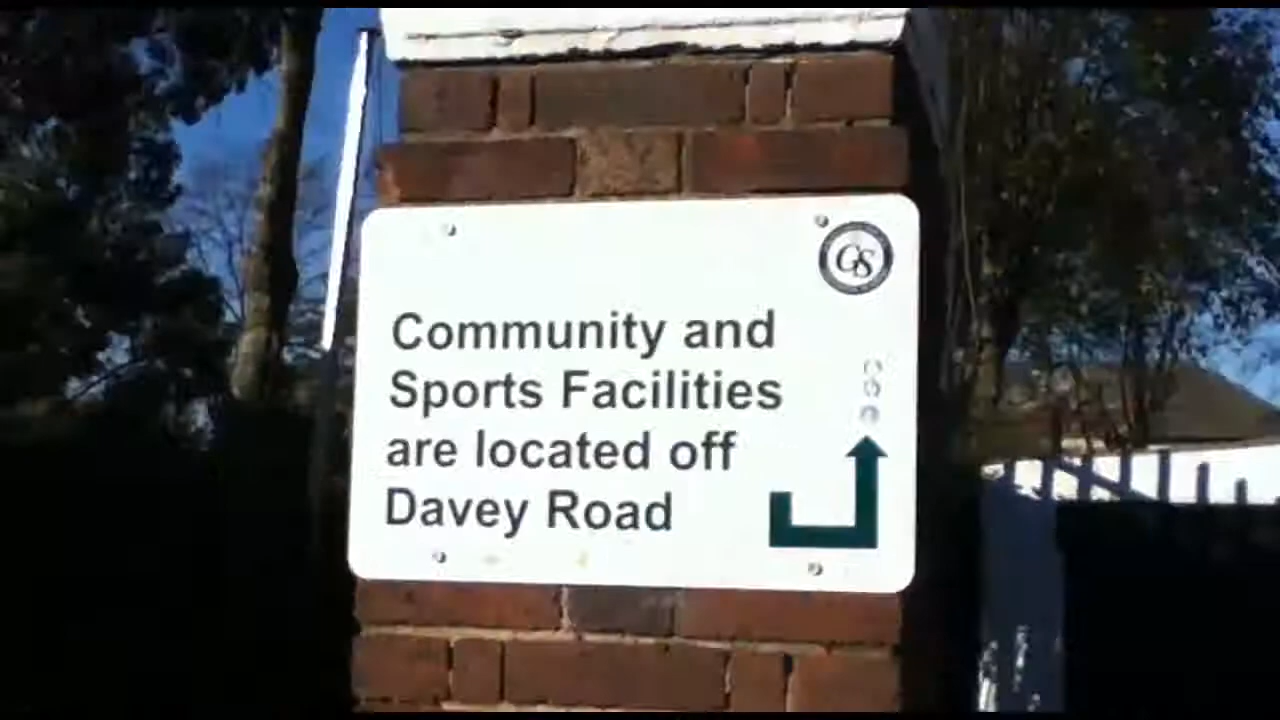 GS
Community and
Sports Facilities
are located off
Davey Road